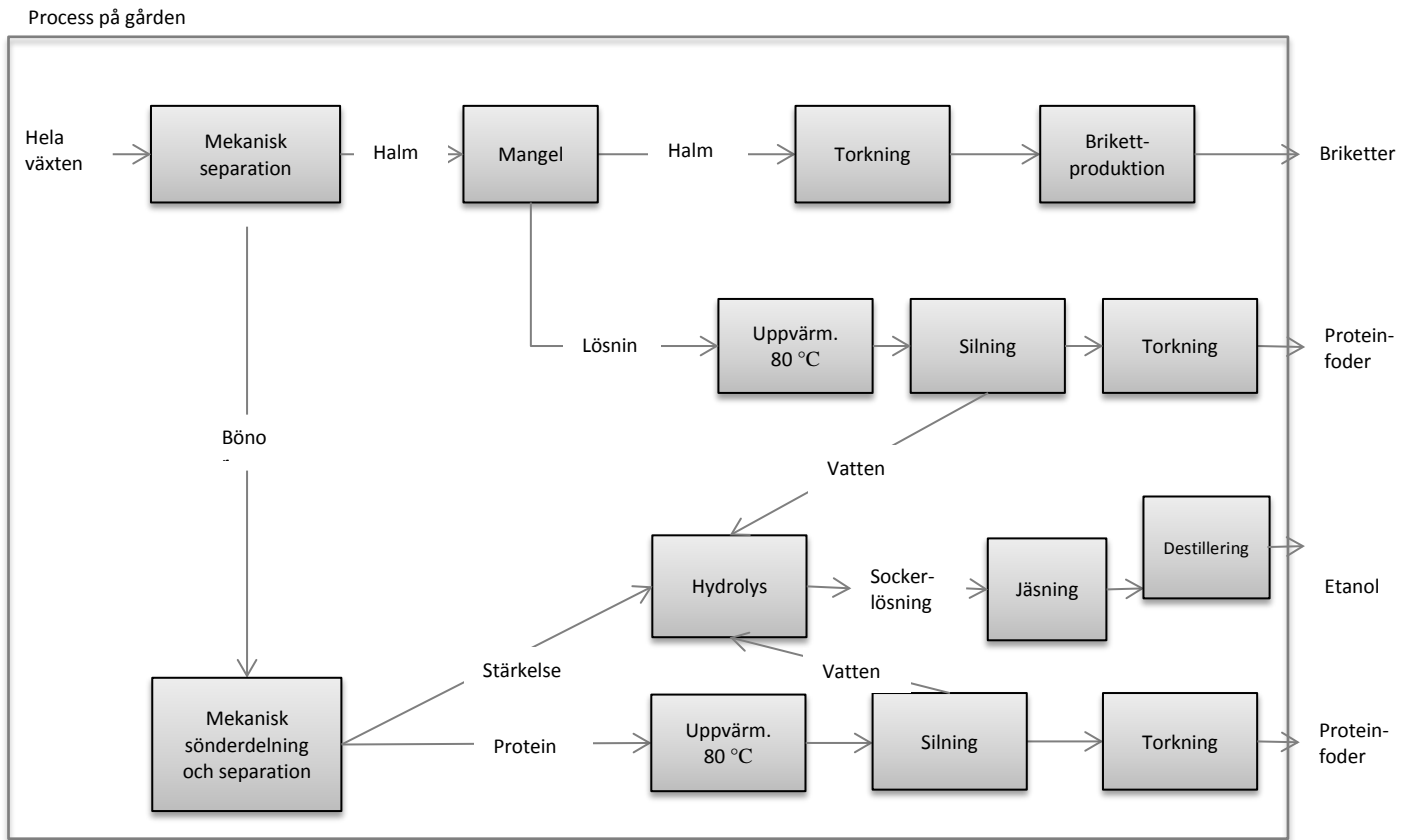 Process på gården
Hela
växten
Mekanisk
separation
Halm
Mangel
Halm
Torkning
Brikett-
produktion
Briketter
Lösnin
Uppvärm.
80 °C
Silning
Torkning
Protein-
foder
Böno
Vatten
Hydrolys
Socker-
lösning
Jäsning
Destillering
Etanol
Stärkelse
Vatten
Mekanisk
sönderdelning
och separation
Protein
Uppvärm.
80 °C
Silning
Torkning
Protein-
foder